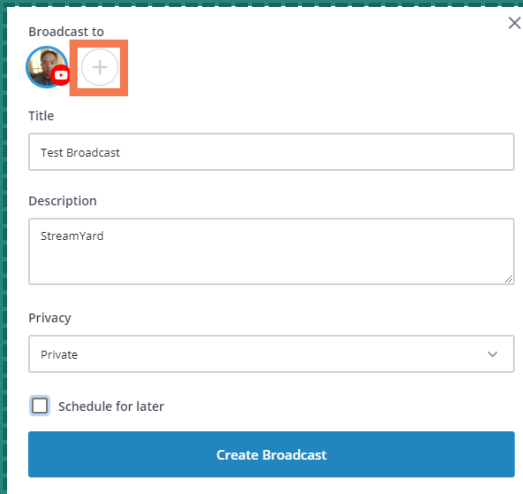 Broadcast to
Title
Test Broadcast
Description
StreamYard
Privacy
Private
Schedule for later
Create Broadcast